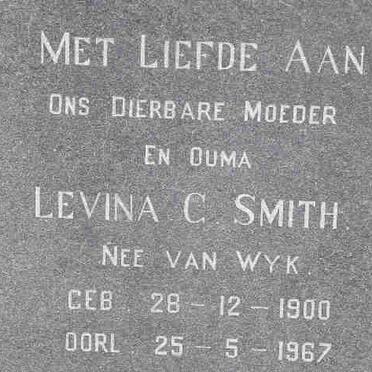 MET LIEFDE AAN
ONS DIERBARE MOEDER
EN OUMA
LEVINA C. SMITH.
NEE VAN WYK.
GEB. 28 - 12 - 1900
OORL. 25 - 5 - 1967